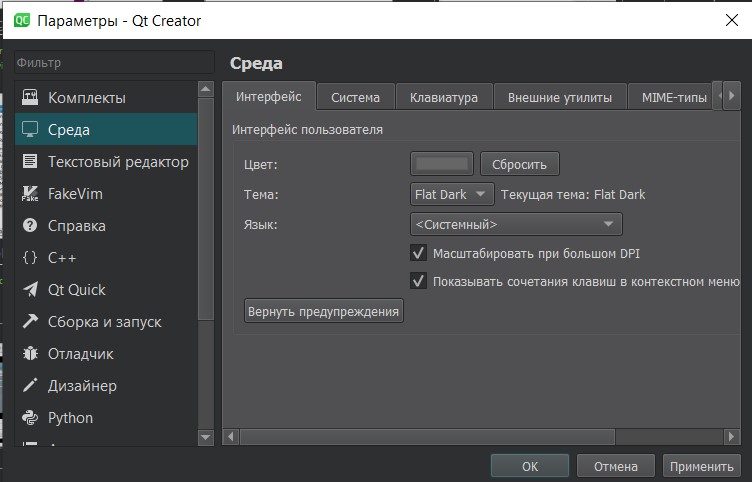 QC Параметры - Qt Creator
Фильтр
Комплекты
Среда
Текстовый редактор
Fake FakeVim
Справка
C++
Qt Quick
Сборка и запуск
Отладчик
Дизайнер
Python
Среда
Интерфейс Система Клавиатура Внешние утилиты MIME-типы
Интерфейс пользователя
Цвет: Сбросить
Тема: Flat Dark Текущая тема: Flat Dark
Язык: <Системный>
Масштабировать при большом DPI
Показывать сочетания клавиш в контекстном меню
Вернуть предупреждения
OK Отмена Применить